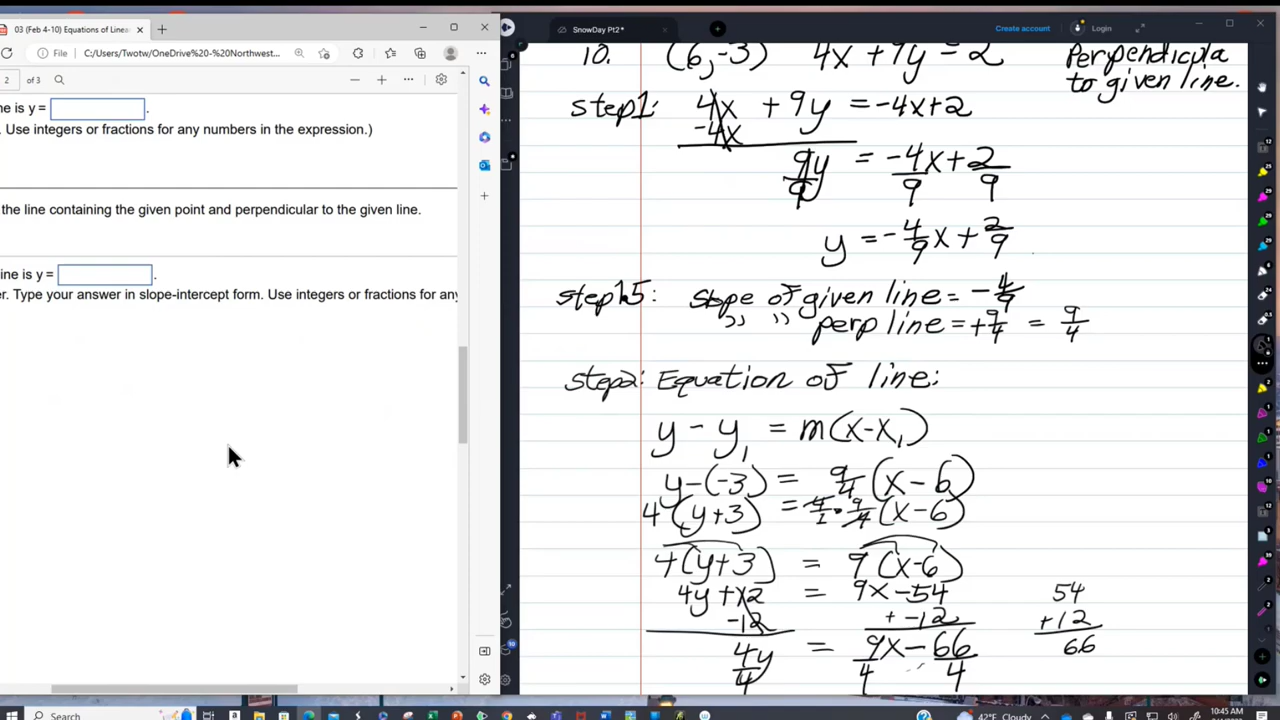 03 (Feb 4-10) Equations of Linea
File C:/Users/Twotw/OneDrive%20-%20Northwest...
2 of 3
ne is y = .
. Use integers or fractions for any numbers in the expression.)
the line containing the given point and perpendicular to the given line.
ine is y = .
er. Type your answer in slope-intercept form. Use integers or fractions for any
SnowDay Pt2*
Create account
Login
10. (6,-3) 4x + 9y = 2 Perpendicula
to given line.
step1: 4x + 9y = -4x+2
-4x
9y/9 = -4x/9 + 2/9
y = -4/9x + 2/9
step1.5: slope of given line = -4/9
" " perp line = +9/4 = 9/4
step2: Equation of line:
y - y1 = m(x-x1)
y-(-3) = 9/4(x-6)
4(y+3) = 4/1 · 9/4(x-6)
4(y+3) = 9(x-6)
4y+12 = 9x-54
-12 + -12
4y/4 = 9x/4 - 66/4
54
+12
66
Search
42°F Cloudy
10:45 AM